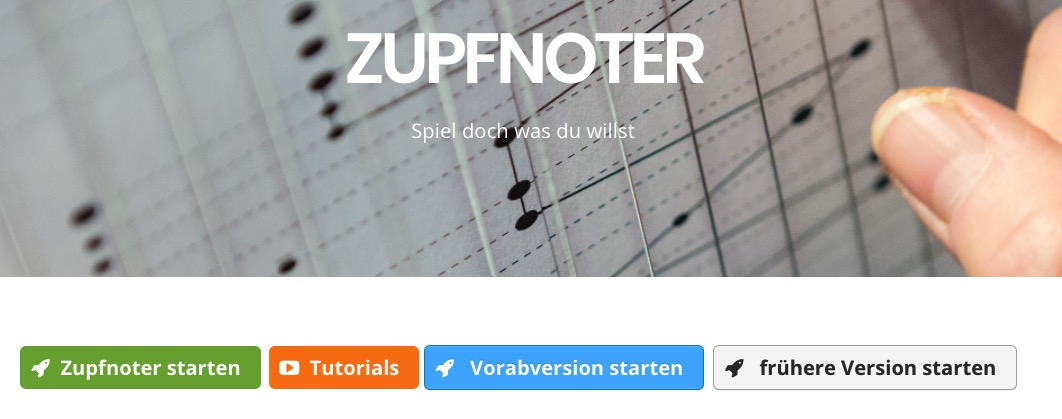 ZUPFNOTER
Spiel doch was du willst
Zupfnoter starten
Tutorials
Vorabversion starten
frühere Version starten